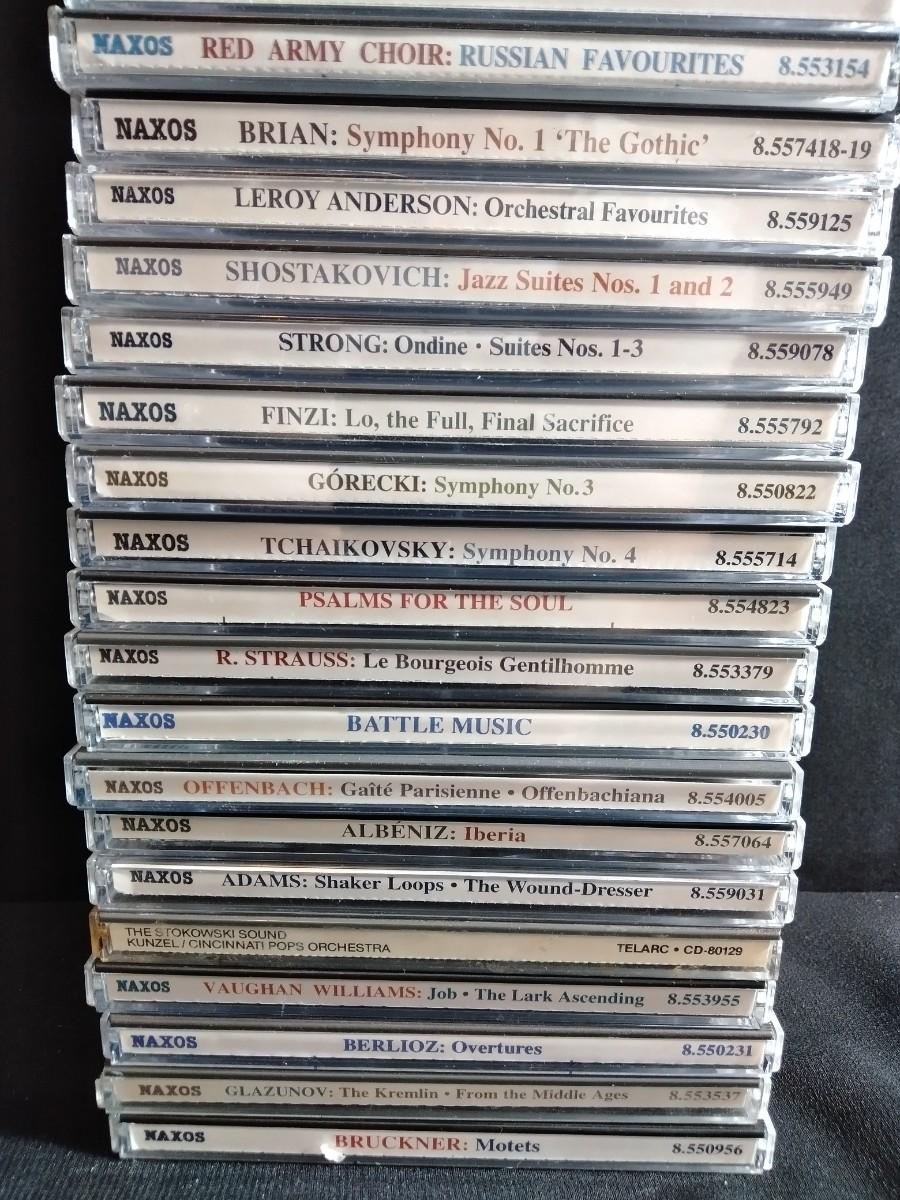 NAXOS RED ARMY CHOIR: RUSSIAN FAVOURITES 8.553154
NAXOS BRIAN: Symphony No. 1 ‘The Gothic’ 8.557418-19
NAXOS LEROY ANDERSON: Orchestral Favourites 8.559125
NAXOS SHOSTAKOVICH: Jazz Suites Nos. 1 and 2 8.555949
NAXOS STRONG: Ondine • Suites Nos. 1-3 8.559078
NAXOS FINZI: Lo, the Full, Final Sacrifice 8.555792
NAXOS GÓRECKI: Symphony No.3 8.550822
NAXOS TCHAIKOVSKY: Symphony No. 4 8.555714
NAXOS PSALMS FOR THE SOUL 8.554823
NAXOS R. STRAUSS: Le Bourgeois Gentilhomme 8.553379
NAXOS BATTLE MUSIC 8.550230
NAXOS OFFENBACH: Gaîté Parisienne • Offenbachiana 8.554005
NAXOS ALBÉNIZ: Iberia 8.557064
NAXOS ADAMS: Shaker Loops • The Wound-Dresser 8.559031
THE STOKOWSKI SOUND
KUNZEL / CINCINNATI POPS ORCHESTRA TELARC • CD-80129
NAXOS VAUGHAN WILLIAMS: Job • The Lark Ascending 8.553955
NAXOS BERLIOZ: Overtures 8.550231
NAXOS GLAZUNOV: The Kremlin • From the Middle Ages 8.553537
NAXOS BRUCKNER: Motets 8.550956